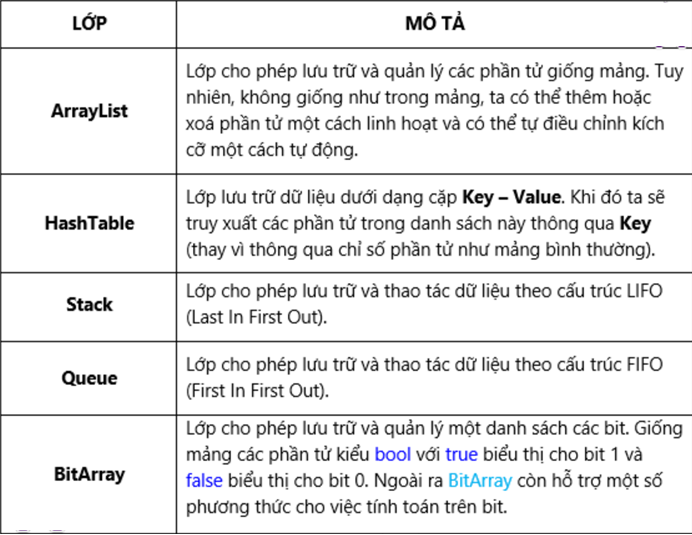 LỚP
MÔ TẢ
ArrayList
Lớp cho phép lưu trữ và quản lý các phần tử giống mảng. Tuy
nhiên, không giống như trong mảng, ta có thể thêm hoặc
xoá phần tử một cách linh hoạt và có thể tự điều chỉnh kích
cỡ một cách tự động.
HashTable
Lớp lưu trữ dữ liệu dưới dạng cặp Key – Value. Khi đó ta sẽ
truy xuất các phần tử trong danh sách này thông qua Key
(thay vì thông qua chỉ số phần tử như mảng bình thường).
Stack
Lớp cho phép lưu trữ và thao tác dữ liệu theo cấu trúc LIFO
(Last In First Out).
Queue
Lớp cho phép lưu trữ và thao tác dữ liệu theo cấu trúc FIFO
(First In First Out).
BitArray
Lớp cho phép lưu trữ và quản lý một danh sách các bit. Giống
mảng các phần tử kiểu bool với true biểu thị cho bit 1 và
false biểu thị cho bit 0. Ngoài ra BitArray còn hỗ trợ một số
phương thức cho việc tính toán trên bit.